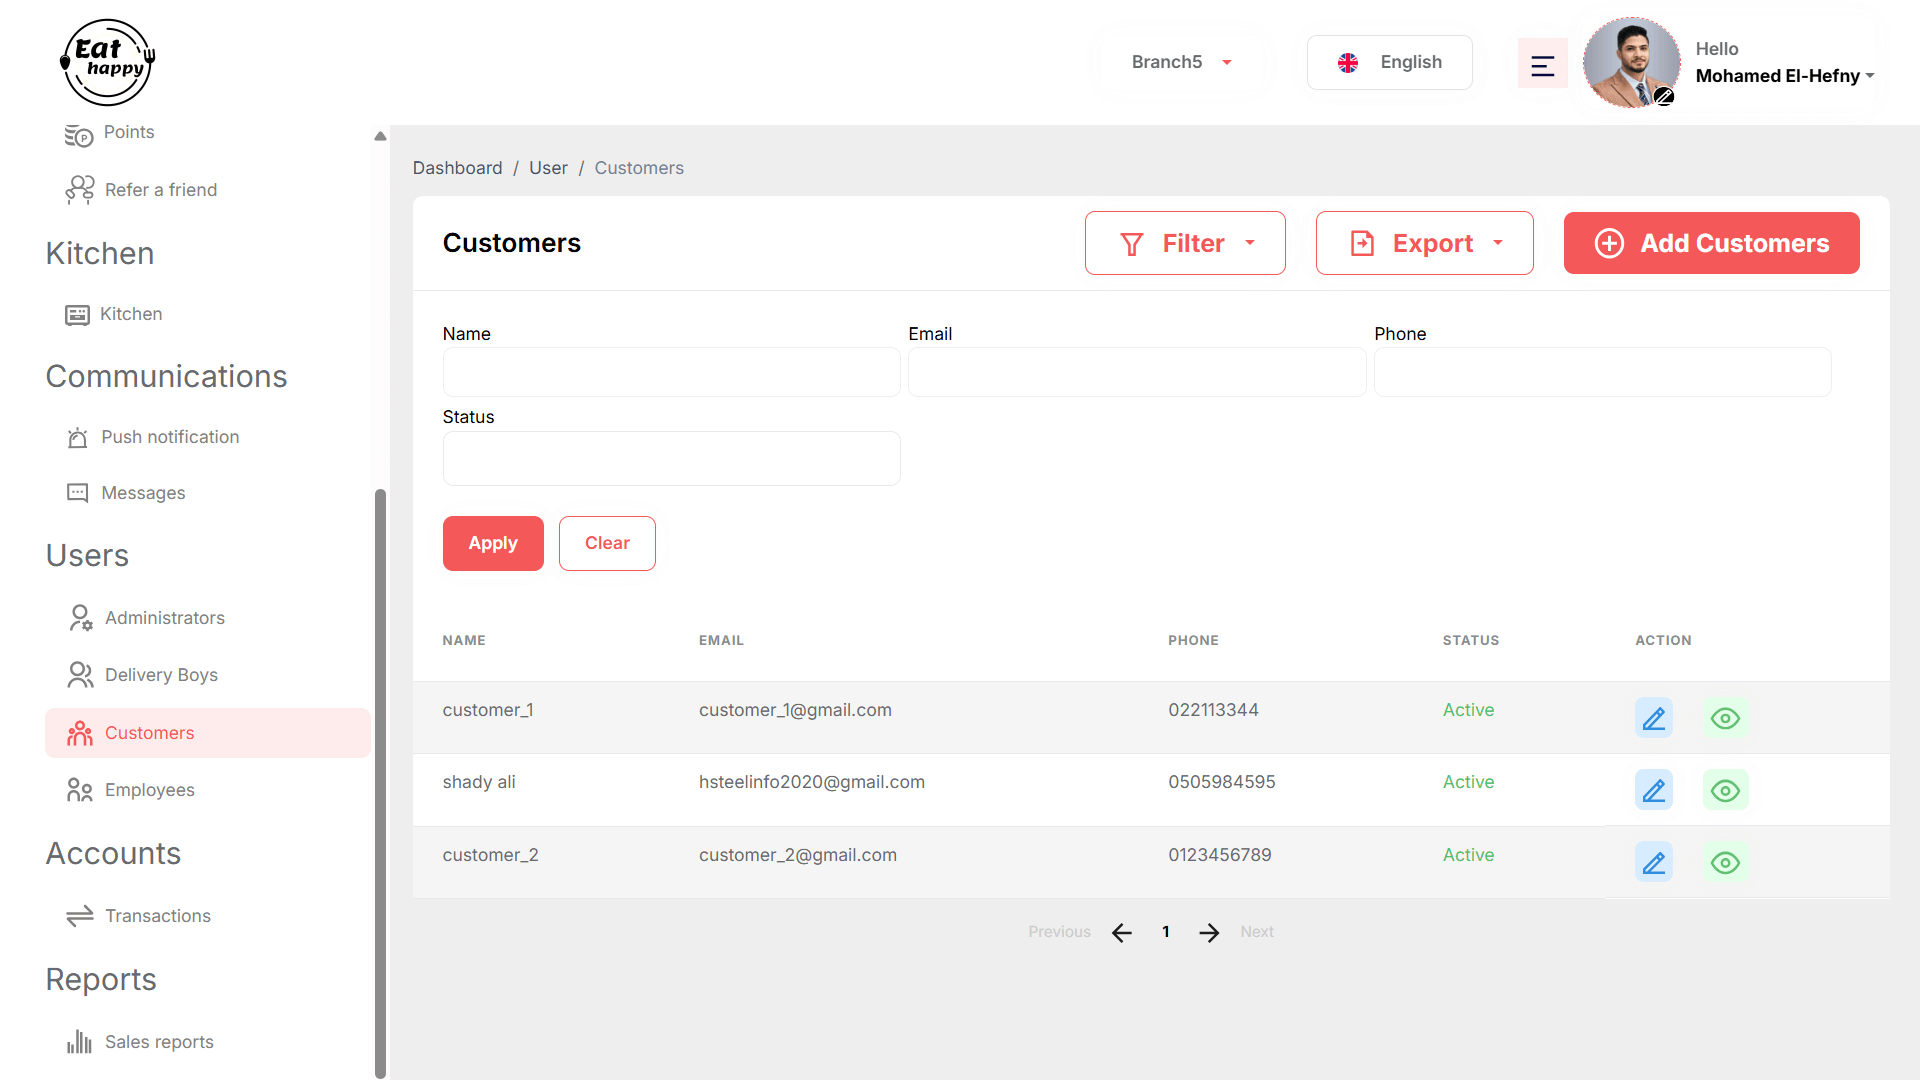 Eat
happy
Branch5
English
Hello
Mohamed El-Hefny
Points
Refer a friend
Kitchen
Kitchen
Communications
Push notification
Messages
Users
Administrators
Delivery Boys
Customers
Employees
Accounts
Transactions
Reports
Sales reports
Dashboard / User / Customers
Customers
Filter
Export
Add Customers
Name
Email
Phone
Status
Apply
Clear
NAME EMAIL PHONE STATUS ACTION
customer_1 customer_1@gmail.com 022113344 Active
shady ali hsteelinfo2020@gmail.com 0505984595 Active
customer_2 customer_2@gmail.com 0123456789 Active
Previous 1 Next